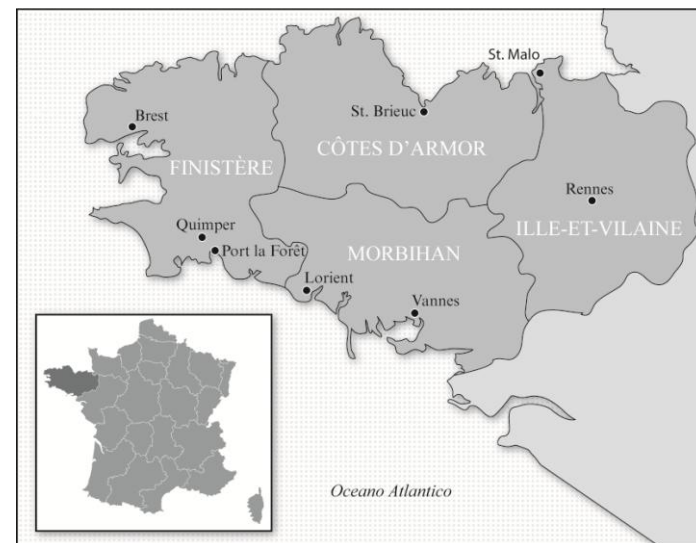 St. Malo
Brest
St. Brieuc
CÔTES D'ARMOR
FINISTÈRE
Rennes
ILLE-ET-VILAINE
Quimper
Port la Forêt
MORBIHAN
Lorient
Vannes
Oceano Atlantico